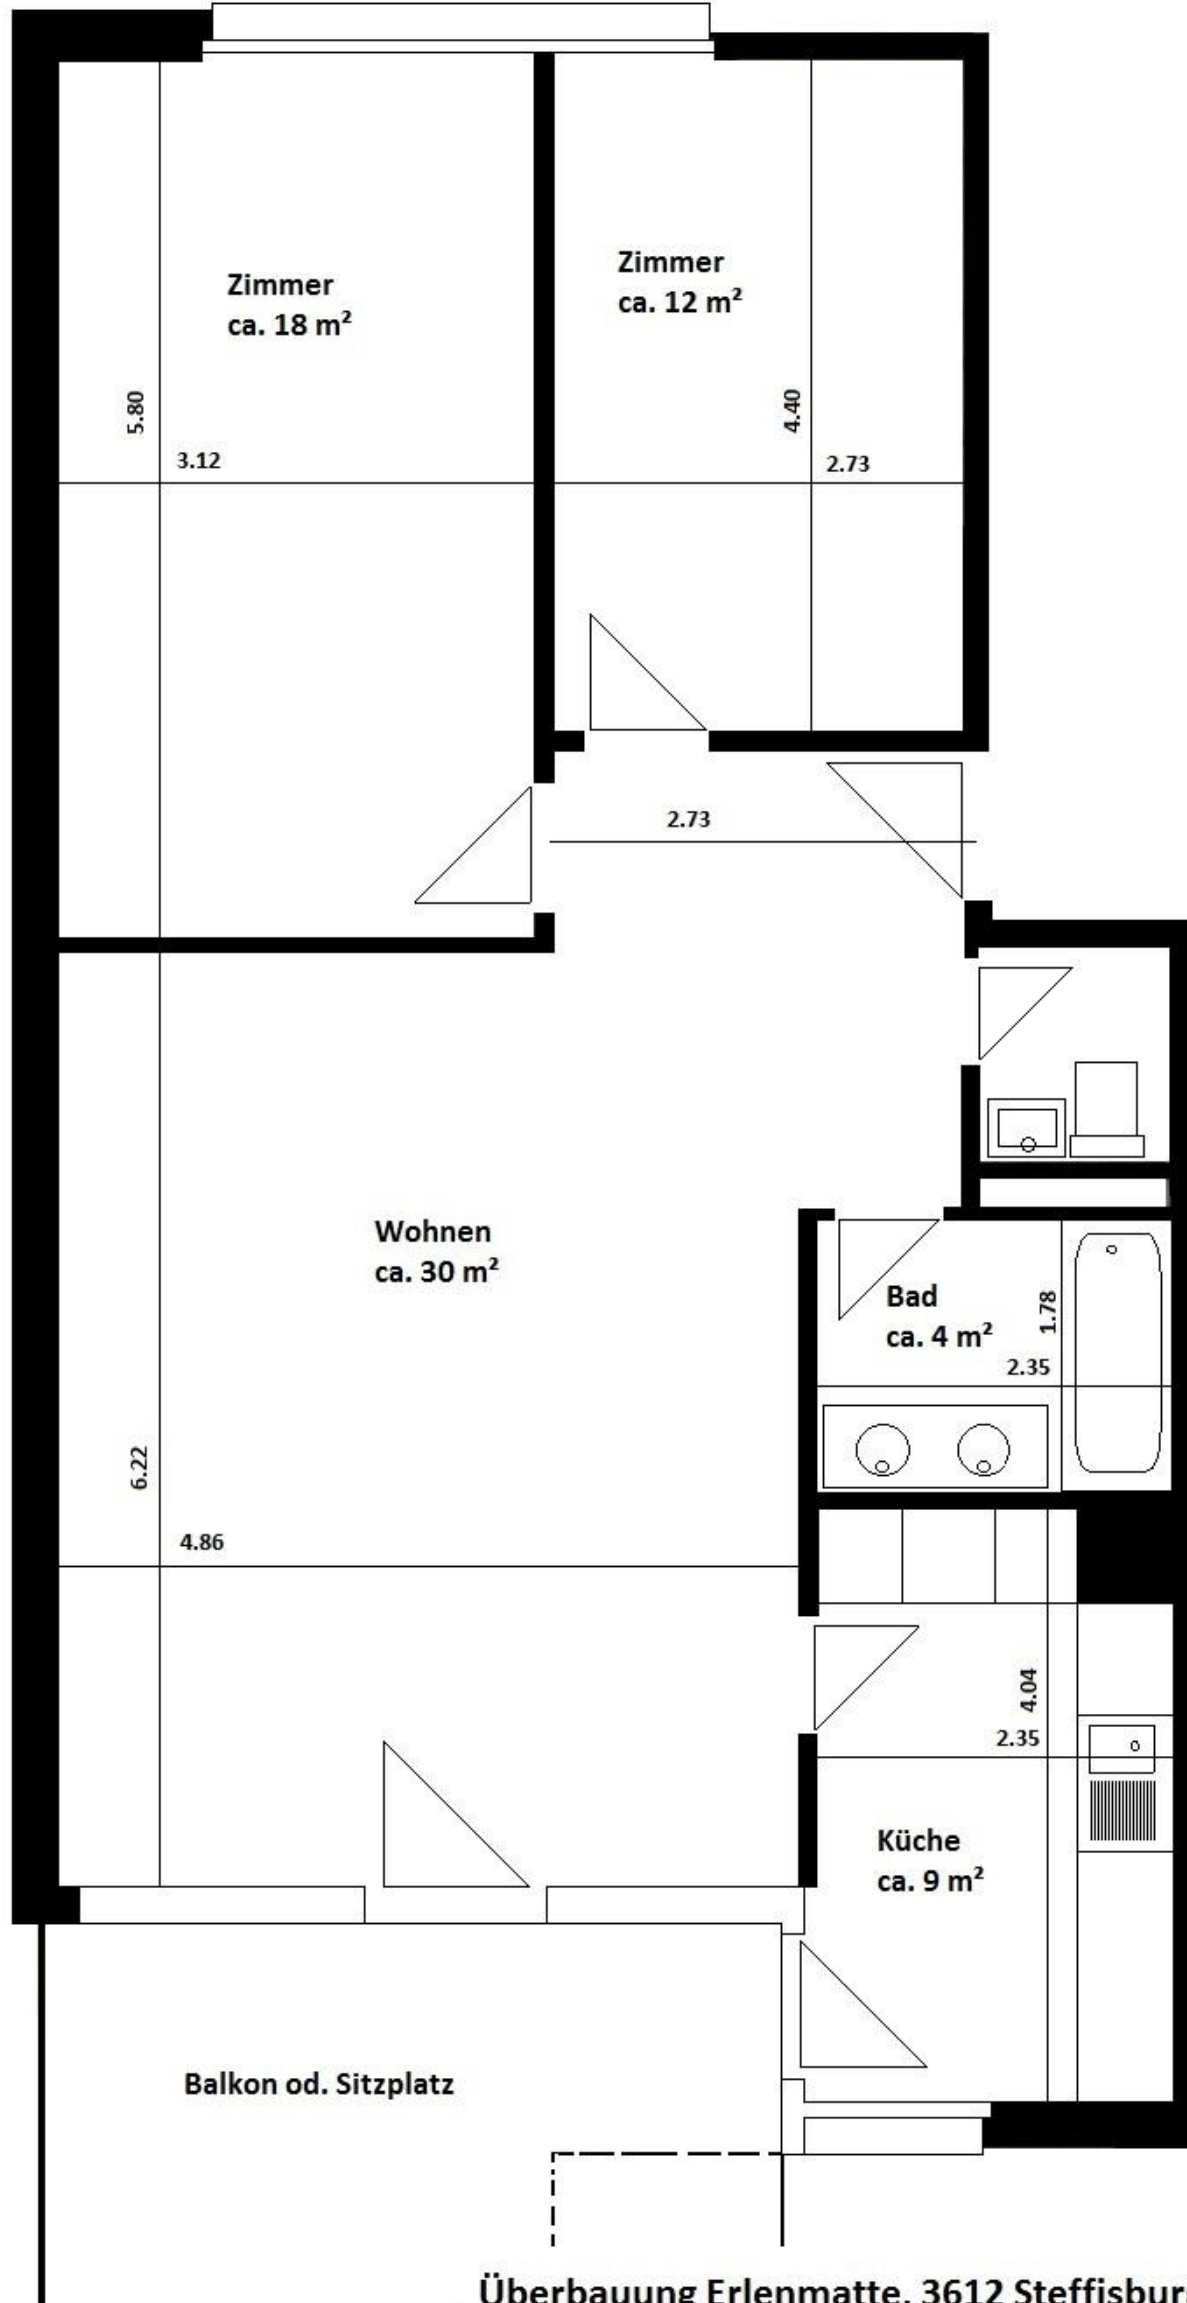 Zimmer
ca. 18 m²
Zimmer
ca. 12 m²
5.80
3.12
4.40
2.73
2.73
Wohnen
ca. 30 m²
Bad
ca. 4 m²
1.78
2.35
6.22
4.86
4.04
2.35
Küche
ca. 9 m²
Balkon od. Sitzplatz
Überbauung Erlenmatte, 3612